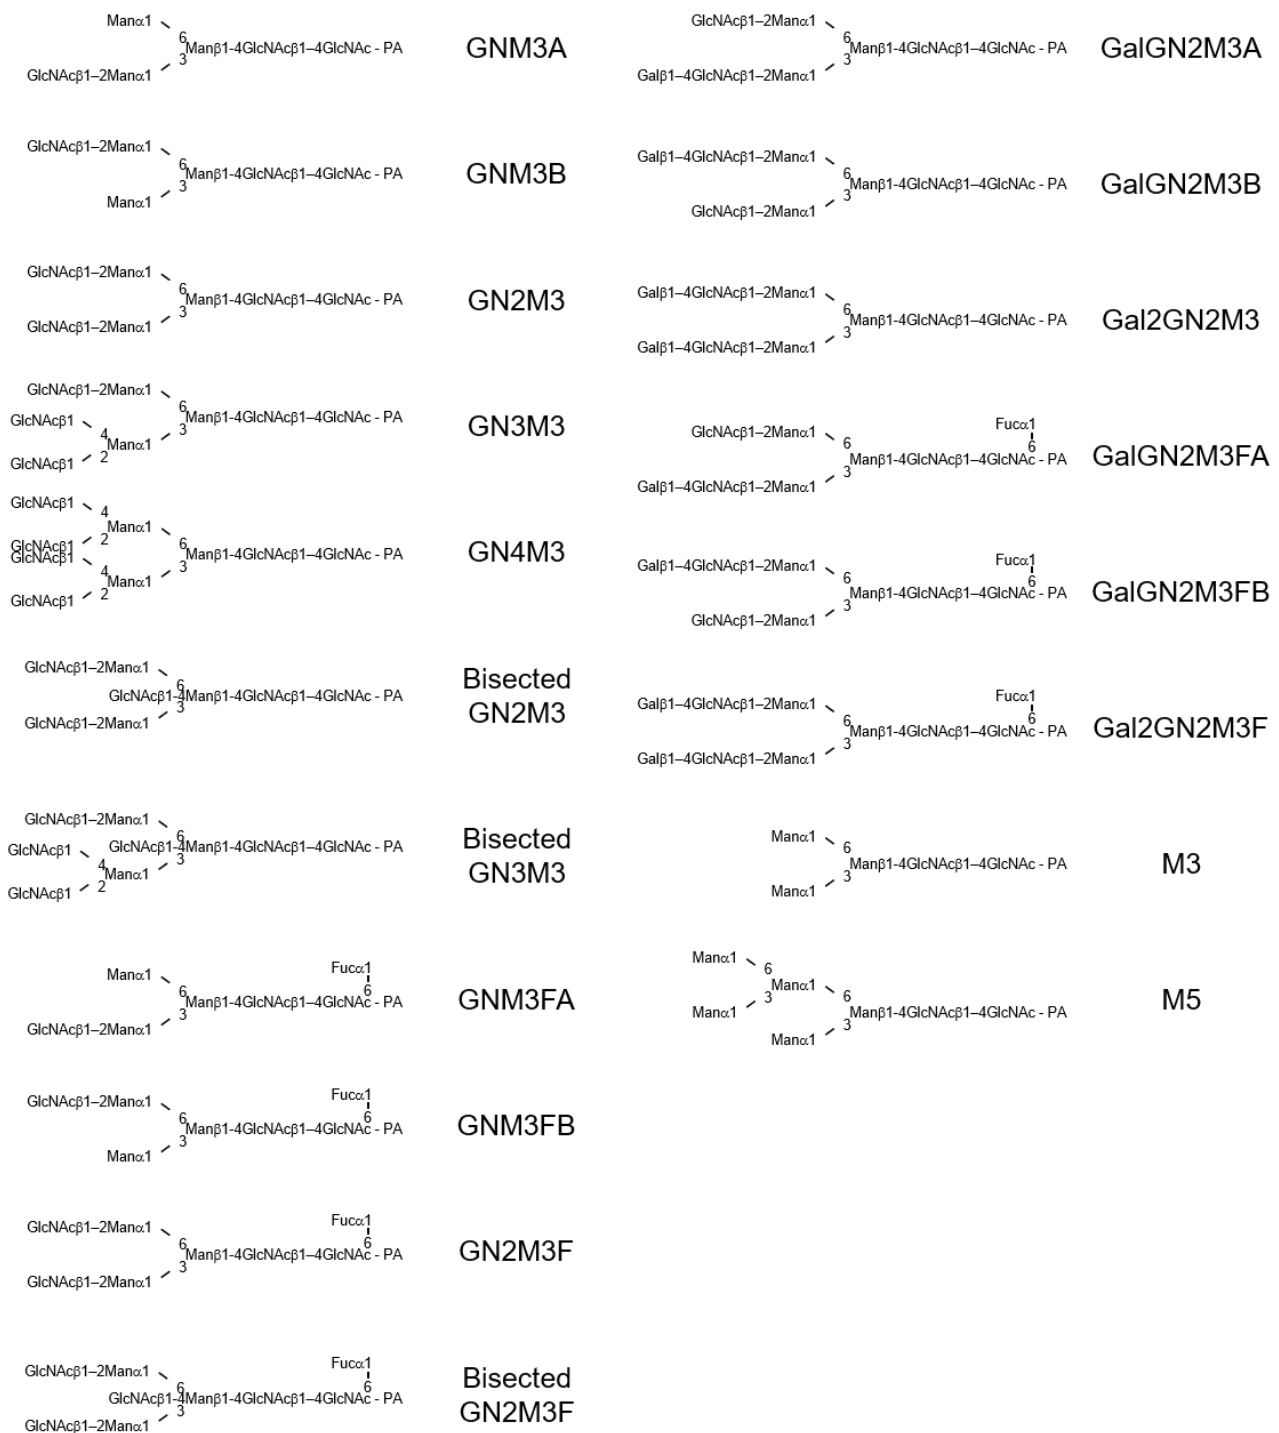 Manα1
6
Manβ1-4GlcNAcβ1–4GlcNAc - PA
3
GlcNAcβ1–2Manα1
GNM3A
GlcNAcβ1–2Manα1
6
Manβ1-4GlcNAcβ1–4GlcNAc - PA
3
Manα1
GNM3B
GlcNAcβ1–2Manα1
6
Manβ1-4GlcNAcβ1–4GlcNAc - PA
3
GlcNAcβ1–2Manα1
GN2M3
GlcNAcβ1–2Manα1
6
Manβ1-4GlcNAcβ1–4GlcNAc - PA
3
GlcNAcβ1
4
Manα1
2
GlcNAcβ1
GN3M3
GlcNAcβ1
4
Manα1
2
GlcNAcβ1
6
Manβ1-4GlcNAcβ1–4GlcNAc - PA
3
GlcNAcβ1
4
Manα1
2
GlcNAcβ1
GN4M3
GlcNAcβ1–2Manα1
6
GlcNAcβ1-4Manβ1-4GlcNAcβ1–4GlcNAc - PA
3
GlcNAcβ1–2Manα1
Bisected
GN2M3
GlcNAcβ1–2Manα1
6
GlcNAcβ1-4Manβ1-4GlcNAcβ1–4GlcNAc - PA
3
GlcNAcβ1
4
Manα1
2
GlcNAcβ1
Bisected
GN3M3
Manα1
Fucα1
6
6
Manβ1-4GlcNAcβ1–4GlcNAc - PA
3
GlcNAcβ1–2Manα1
GNM3FA
GlcNAcβ1–2Manα1
Fucα1
6
6
Manβ1-4GlcNAcβ1–4GlcNAc - PA
3
Manα1
GNM3FB
GlcNAcβ1–2Manα1
Fucα1
6
6
Manβ1-4GlcNAcβ1–4GlcNAc - PA
3
GlcNAcβ1–2Manα1
GN2M3F
GlcNAcβ1–2Manα1
Fucα1
6
6
GlcNAcβ1-4Manβ1-4GlcNAcβ1–4GlcNAc - PA
3
GlcNAcβ1–2Manα1
Bisected
GN2M3F
GlcNAcβ1–2Manα1
6
Manβ1-4GlcNAcβ1–4GlcNAc - PA
3
Galβ1–4GlcNAcβ1–2Manα1
GalGN2M3A
Galβ1–4GlcNAcβ1–2Manα1
6
Manβ1-4GlcNAcβ1–4GlcNAc - PA
3
GlcNAcβ1–2Manα1
GalGN2M3B
Galβ1–4GlcNAcβ1–2Manα1
6
Manβ1-4GlcNAcβ1–4GlcNAc - PA
3
Galβ1–4GlcNAcβ1–2Manα1
Gal2GN2M3
GlcNAcβ1–2Manα1
Fucα1
6
6
Manβ1-4GlcNAcβ1–4GlcNAc - PA
3
Galβ1–4GlcNAcβ1–2Manα1
GalGN2M3FA
Galβ1–4GlcNAcβ1–2Manα1
Fucα1
6
6
Manβ1-4GlcNAcβ1–4GlcNAc - PA
3
GlcNAcβ1–2Manα1
GalGN2M3FB
Galβ1–4GlcNAcβ1–2Manα1
Fucα1
6
6
Manβ1-4GlcNAcβ1–4GlcNAc - PA
3
Galβ1–4GlcNAcβ1–2Manα1
Gal2GN2M3F
Manα1
6
Manβ1-4GlcNAcβ1–4GlcNAc - PA
3
Manα1
M3
Manα1
6
Manα1
3
Manα1
6
Manβ1-4GlcNAcβ1–4GlcNAc - PA
3
Manα1
M5